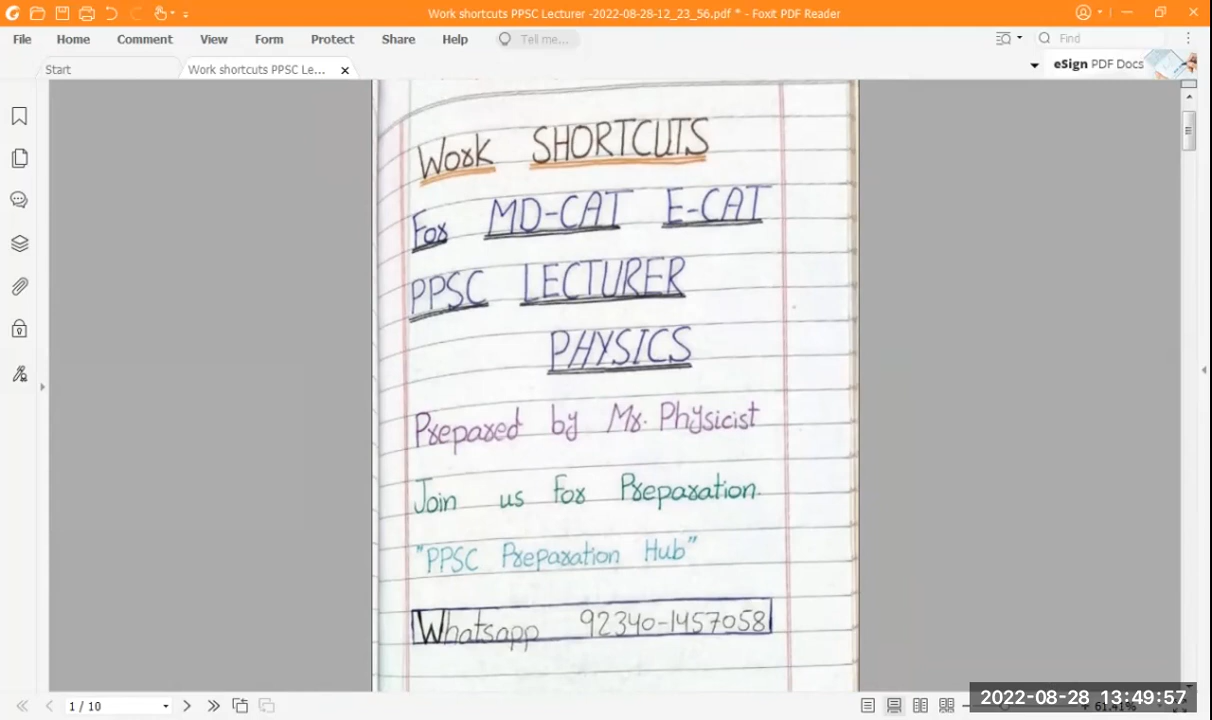 Work shortcuts PPSC Lecturer -2022-08-28-12_23_56.pdf * - Foxit PDF Reader
File Home Comment View Form Protect Share Help Tell me... Find
Start Work shortcuts PPSC Le... eSign PDF Docs
Work SHORTCUTS
For MD-CAT E-CAT
PPSC LECTURER
PHYSICS
Prepared by Mr. Physicist
Join us for Preparation.
"PPSC Preparation Hub"
Whatsapp 92340-1457058
1 / 10
2022-08-28 13:49:57
61.41%